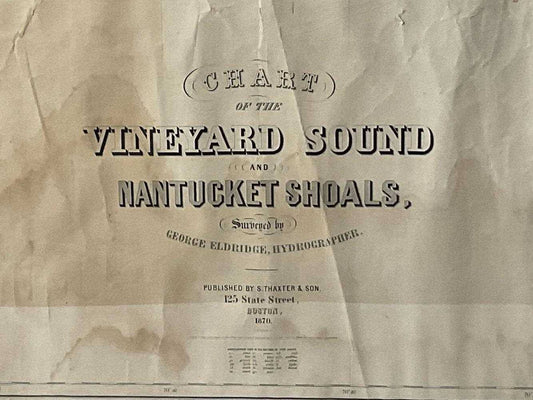 CHART
OF THE
VINEYARD SOUND
AND
NANTUCKET SHOALS,
Surveyed by
GEORGE ELDRIDGE, HYDROGRAPHER.
PUBLISHED BY S. THAXTER & SON.
125 State Street,
BOSTON,
1870.